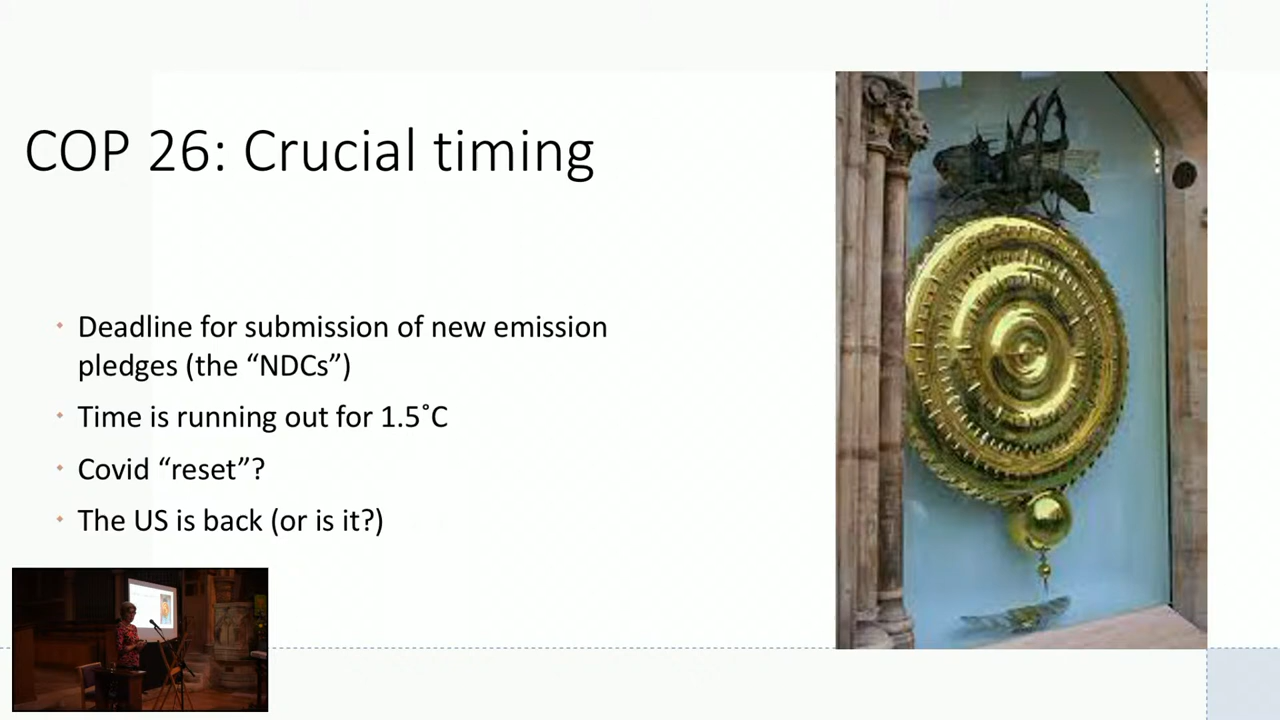 COP 26: Crucial timing
Deadline for submission of new emission
pledges (the “NDCs”)
Time is running out for 1.5˚C
Covid “reset”?
The US is back (or is it?)